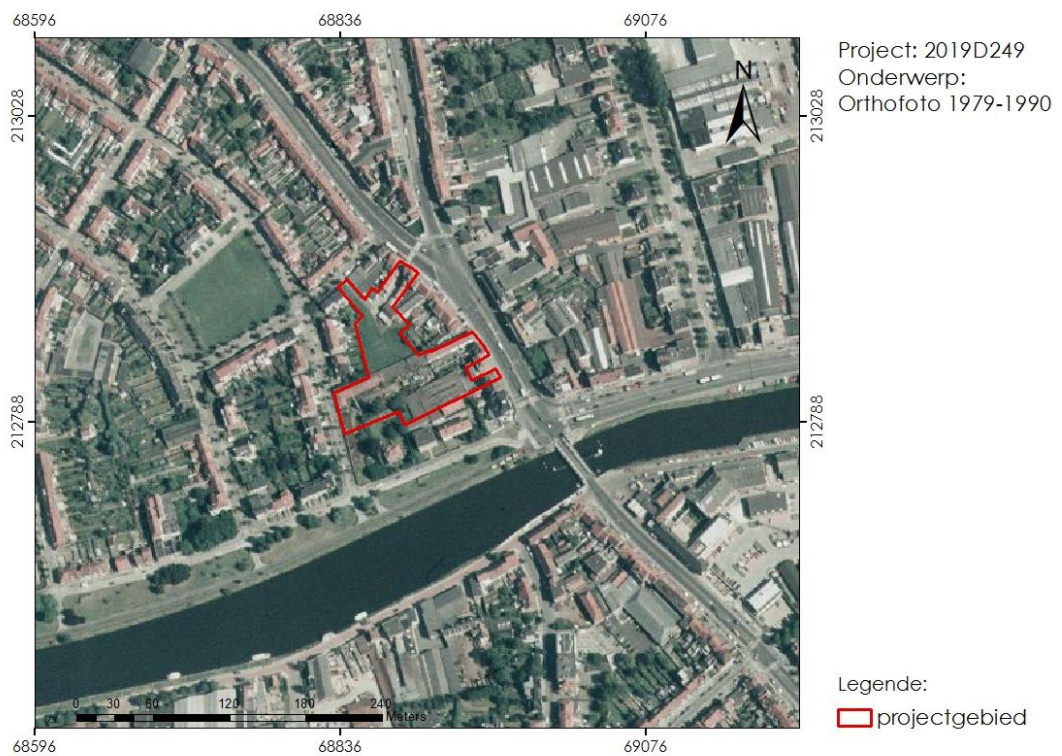 68596 68836 69076
Project: 2019D249
Onderwerp:
Orthofoto 1979-1990
N
213028 213028
212788 212788
Legende:
projectgebied
0 30 60 120 180 240
Meters
68596 68836 69076